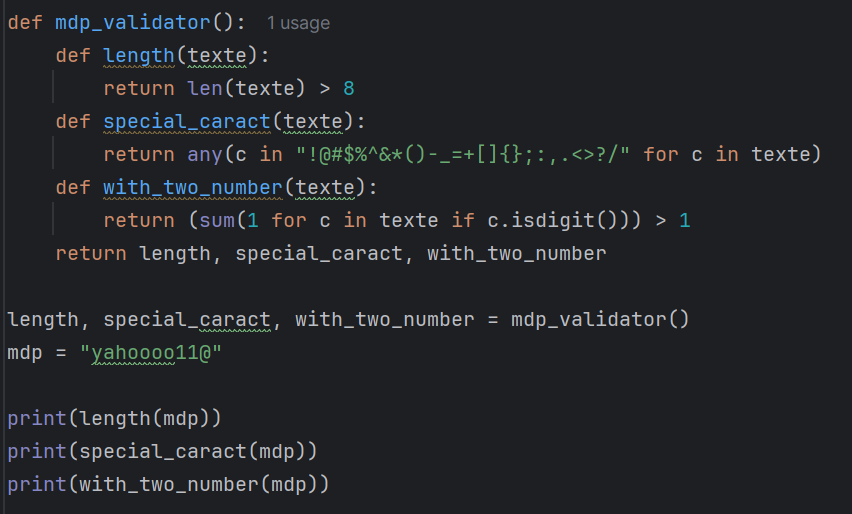 def mdp_validator():  1 usage
    def length(texte):
        return len(texte) > 8
    def special_caract(texte):
        return any(c in "!@#$%^&*()-_=+[]{};:,.<>?/" for c in texte)
    def with_two_number(texte):
        return (sum(1 for c in texte if c.isdigit())) > 1
    return length, special_caract, with_two_number

length, special_caract, with_two_number = mdp_validator()
mdp = "yahoooo11@"

print(length(mdp))
print(special_caract(mdp))
print(with_two_number(mdp))